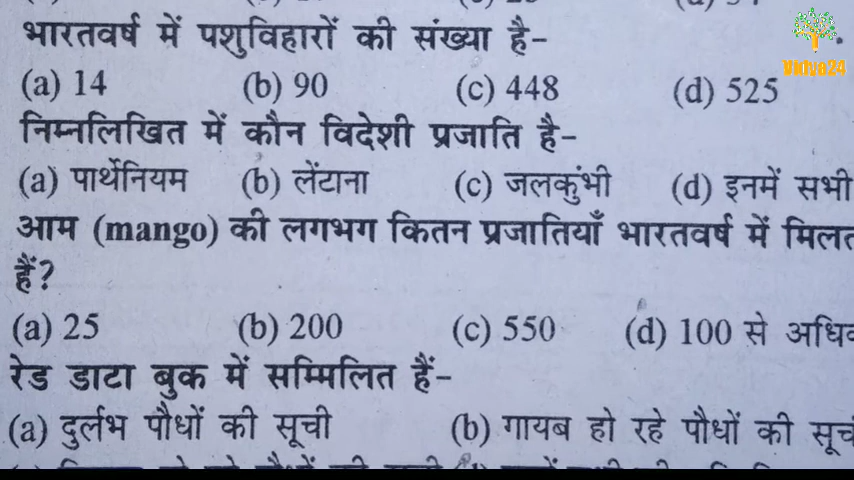 भारतवर्ष में पशुविहारों की संख्या है-
(a) 14 (b) 90 (c) 448 (d) 525
निम्नलिखित में कौन विदेशी प्रजाति है-
(a) पार्थेनियम (b) लेंटाना (c) जलकुंभी (d) इनमें सभी
आम (mango) की लगभग कितन प्रजातियाँ भारतवर्ष में मिलत
हैं?
(a) 25 (b) 200 (c) 550 (d) 100 से अधिक
रेड डाटा बुक में सम्मिलित हैं-
(a) दुर्लभ पौधों की सूची (b) गायब हो रहे पौधों की सूच
Vidya24